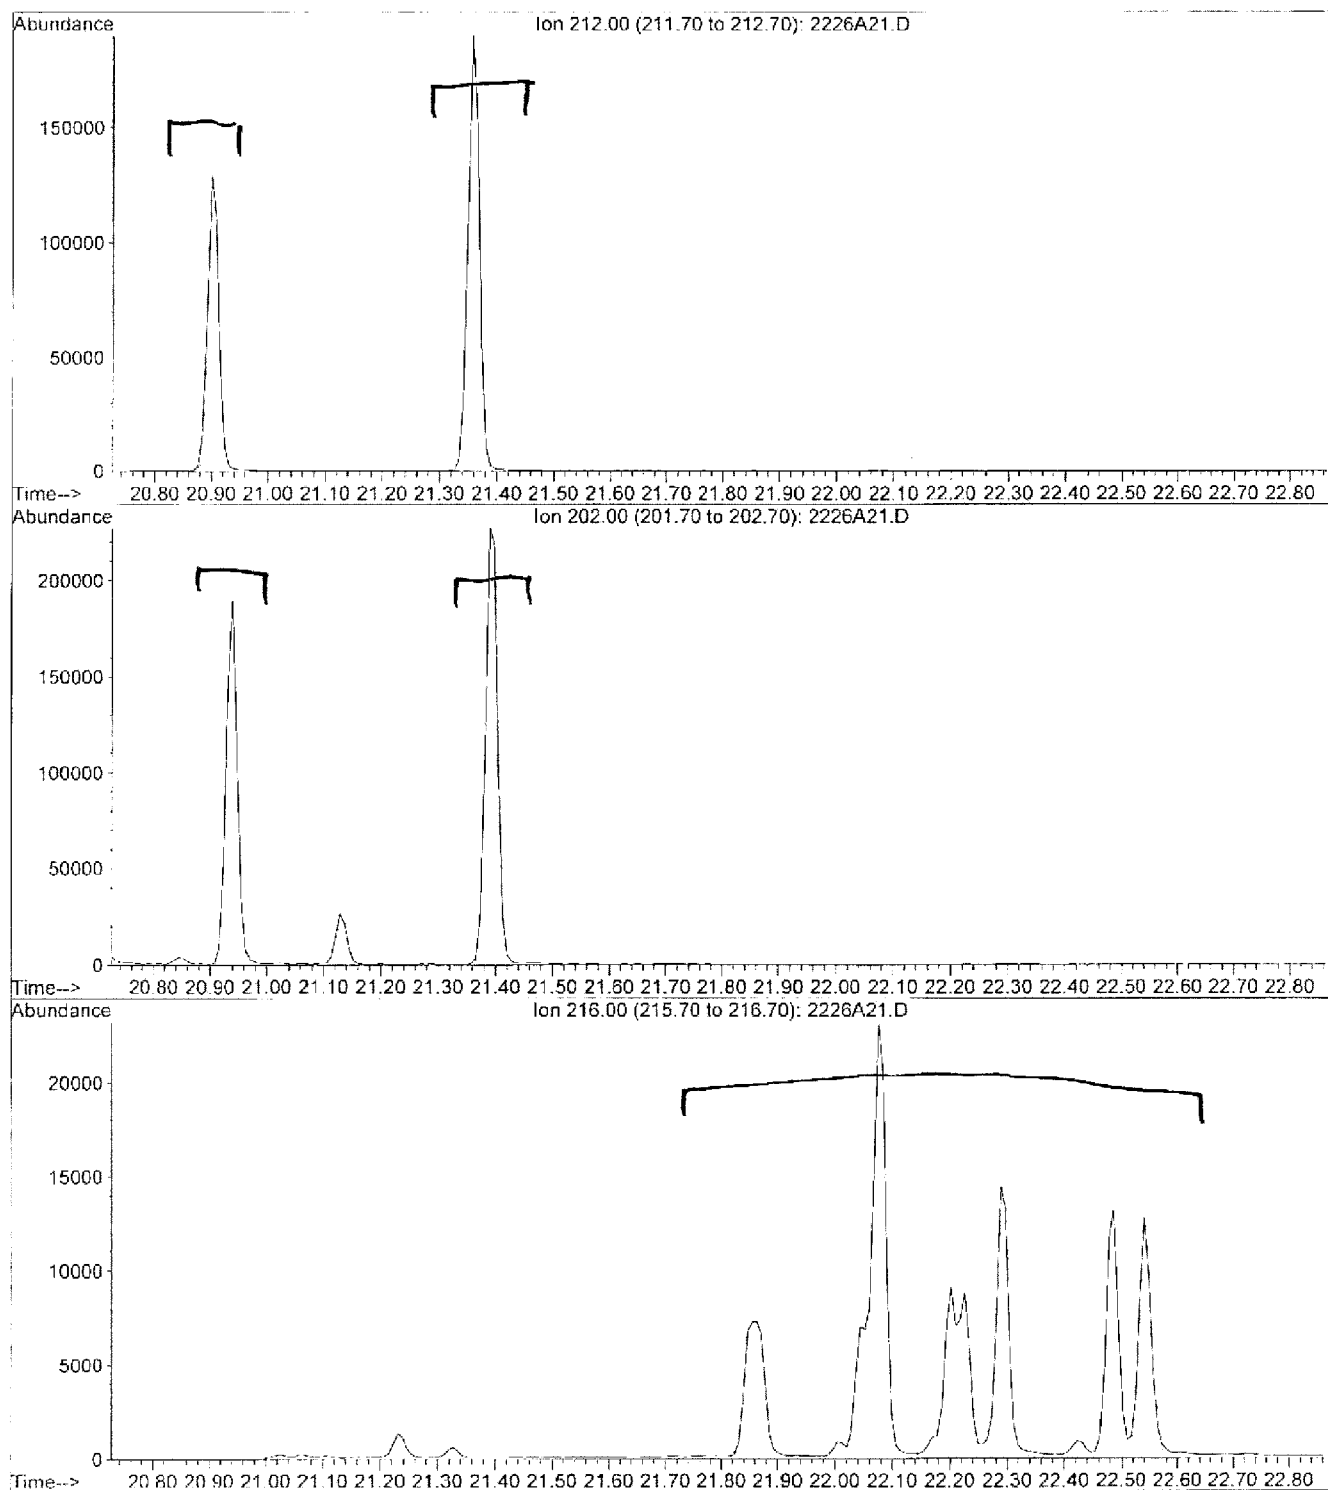 Abundance
Ion 212.00 (211.70 to 212.70): 2226A21.D
150000
100000
50000
0
Time--> 20.80 20.90 21.00 21.10 21.20 21.30 21.40 21.50 21.60 21.70 21.80 21.90 22.00 22.10 22.20 22.30 22.40 22.50 22.60 22.70 22.80
Abundance
Ion 202.00 (201.70 to 202.70): 2226A21.D
200000
150000
100000
50000
0
Time--> 20.80 20.90 21.00 21.10 21.20 21.30 21.40 21.50 21.60 21.70 21.80 21.90 22.00 22.10 22.20 22.30 22.40 22.50 22.60 22.70 22.80
Abundance
Ion 216.00 (215.70 to 216.70): 2226A21.D
20000
15000
10000
5000
0
Time--> 20.80 20.90 21.00 21.10 21.20 21.30 21.40 21.50 21.60 21.70 21.80 21.90 22.00 22.10 22.20 22.30 22.40 22.50 22.60 22.70 22.80